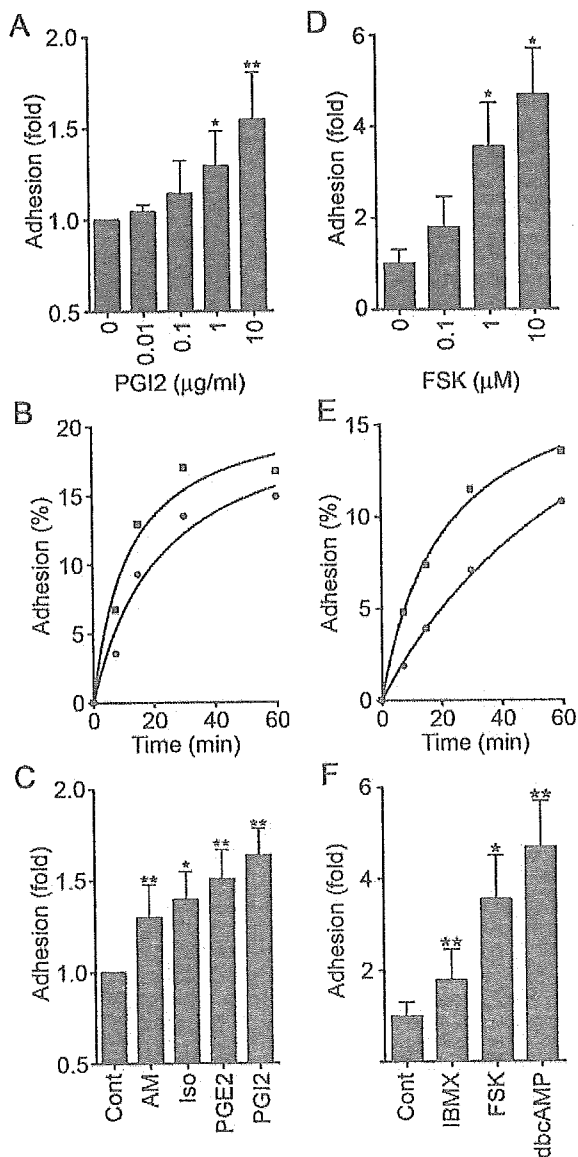 A
2.0
1.5
1.0
0.5
Adhesion (fold)
*
**
0
0.01
0.1
1
10
PGI2 (µg/ml)
D
6
4
2
0
Adhesion (fold)
*
*
0
0.1
1
10
FSK (µM)
B
20
15
10
5
0
Adhesion (%)
0 20 40 60
Time (min)
E
15
10
5
0
Adhesion (%)
0 20 40 60
Time (min)
C
2.0
1.5
1.0
0.5
Adhesion (fold)
**
*
**
**
Cont
AM
Iso
PGE2
PGI2
F
6
4
2
Adhesion (fold)
**
*
**
Cont
IBMX
FSK
dbcAMP